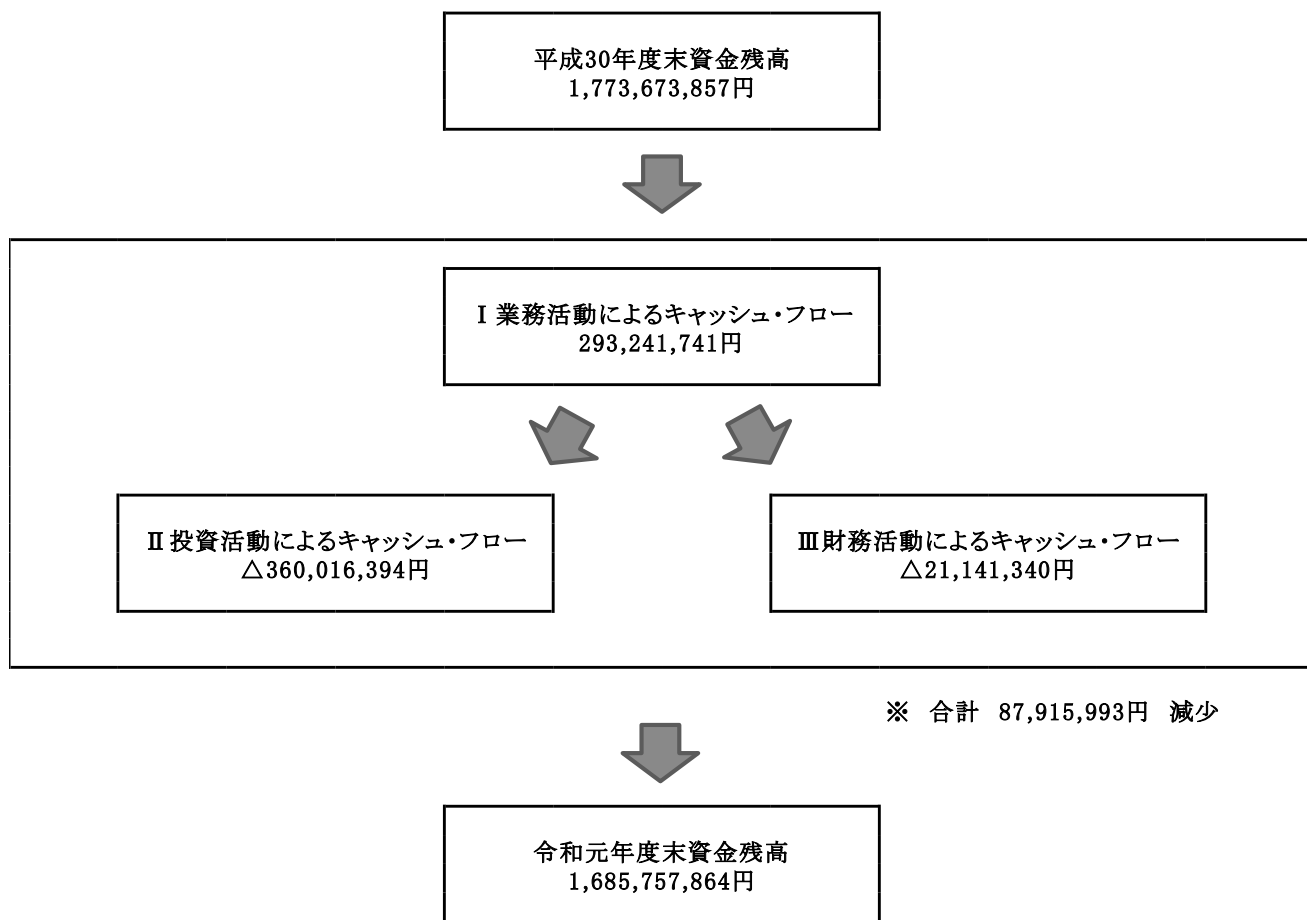 平成30年度末資金残高
1,773,673,857円
Ⅰ 業務活動によるキャッシュ・フロー
293,241,741円
Ⅱ 投資活動によるキャッシュ・フロー
△360,016,394円
Ⅲ財務活動によるキャッシュ・フロー
△21,141,340円
※ 合計 87,915,993円 減少
令和元年度末資金残高
1,685,757,864円